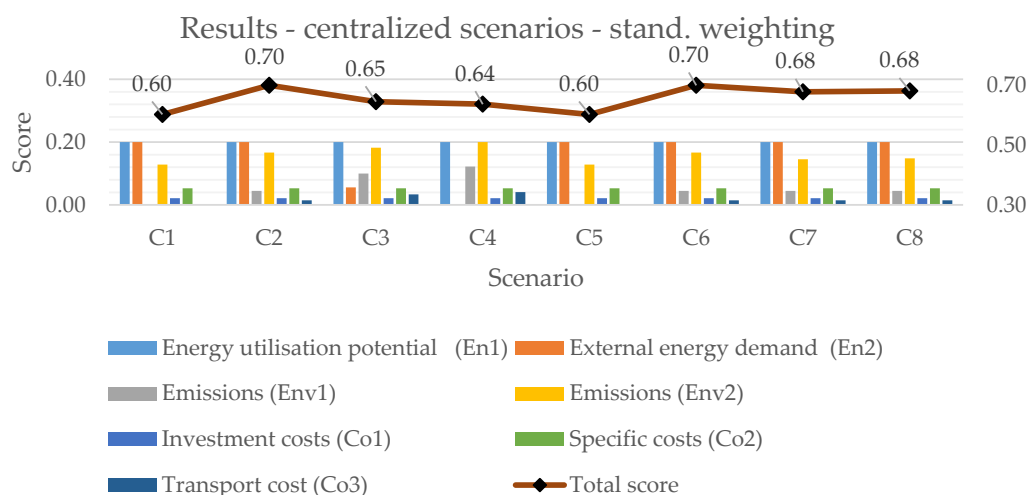 Results - centralized scenarios - stand. weighting
0.60 0.70 0.65 0.64 0.60 0.70 0.68 0.68
0.40 0.70
0.20 0.50
0.00 0.30
Score
C1 C2 C3 C4 C5 C6 C7 C8
Scenario
Energy utilisation potential (En1) External energy demand (En2)
Emissions (Env1) Emissions (Env2)
Investment costs (Co1) Specific costs (Co2)
Transport cost (Co3) Total score